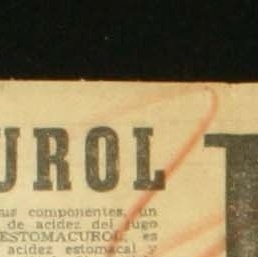 UROL
sus componentes, un
de acidez del jugo
ESTOMACUROL, es
acidez estomacal y